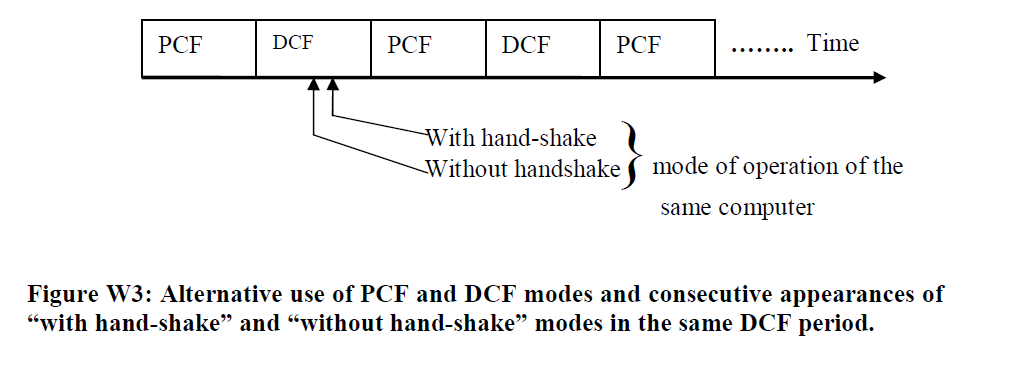 PCF DCF PCF DCF PCF ........ Time
With hand-shake
Without handshake
mode of operation of the
same computer
Figure W3: Alternative use of PCF and DCF modes and consecutive appearances of
“with hand-shake” and “without hand-shake” modes in the same DCF period.